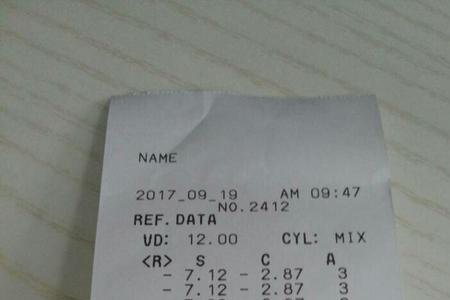 NAME
2017_09_19 AM 09:47
NO.2412
REF.DATA
VD: 12.00 CYL: MIX
<R> S C A
- 7.12 - 2.87 3
- 7.12 - 2.87 3